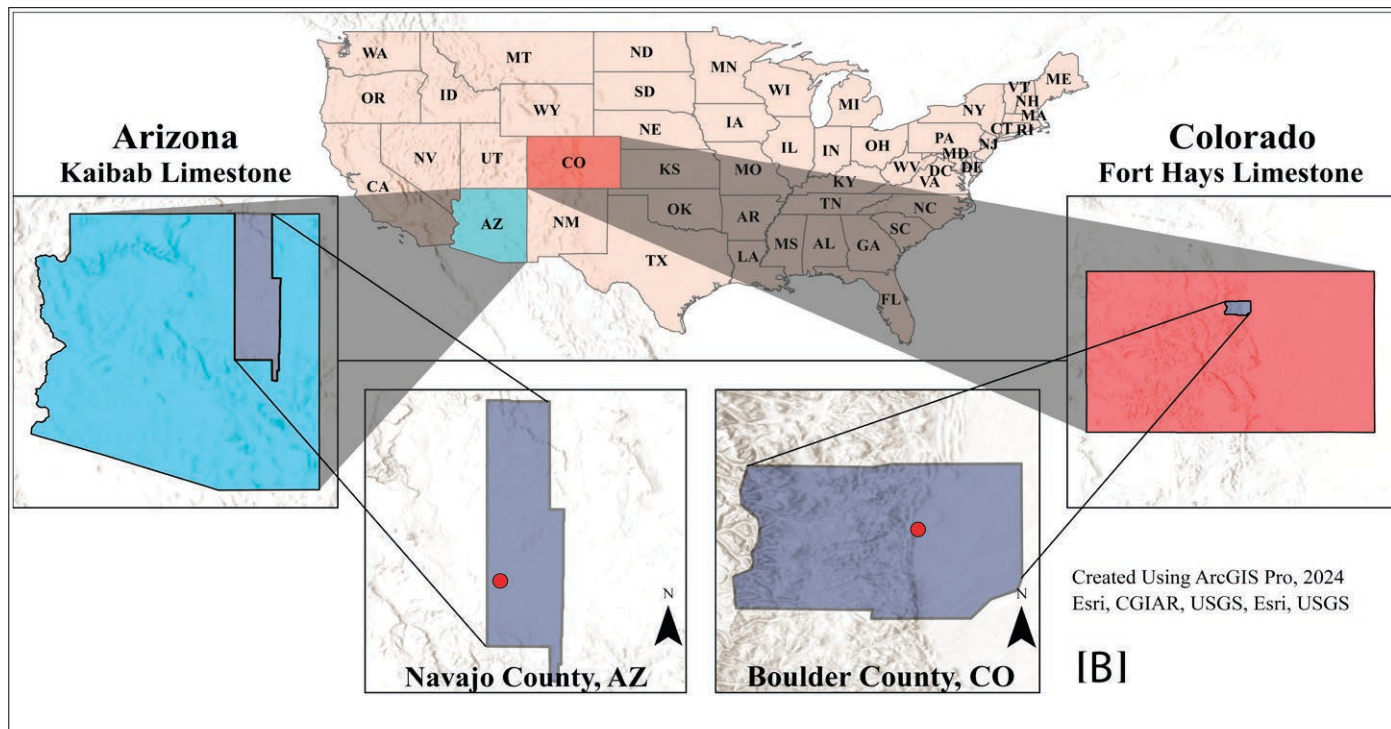 WA
MT
ND
MN
OR
ID
WY
SD
WI
MI
NY
VT
ME
NH
MA
CT
RI
NV
UT
CO
NE
IA
IL
IN
OH
PA
NJ
MD
DE
DC
WV
VA
CA
AZ
NM
KS
MO
KY
OK
AR
TN
NC
SC
TX
LA
MS
AL
GA
FL
Arizona
Kaibab Limestone
Colorado
Fort Hays Limestone
N
Navajo County, AZ
N
Boulder County, CO
Created Using ArcGIS Pro, 2024
Esri, CGIAR, USGS, Esri, USGS
[B]